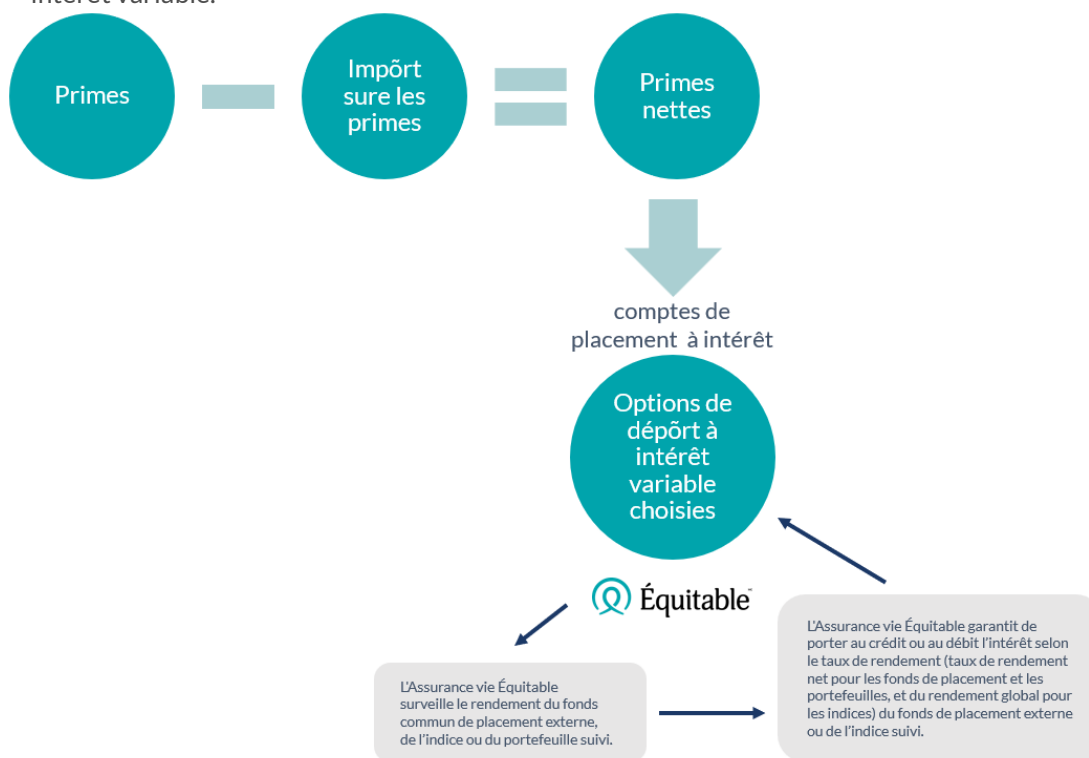 intérêt variable.
Primes
Impõrt
sure les
primes
Primes
nettes
comptes de
placement à intérêt
Options de
dépõrt à
intérêt
variable
choisies
Équitable
L'Assurance vie Équitable
surveille le rendement du fonds
commun de placement externe,
de l'indice ou du portefeuille suivi.
L'Assurance vie Équitable garantit de
porter au crédit ou au débit l'intérêt selon
le taux de rendement (taux de rendement
net pour les fonds de placement et les
portefeuilles, et du rendement global pour
les indices) du fonds de placement externe
ou de l'indice suivi.